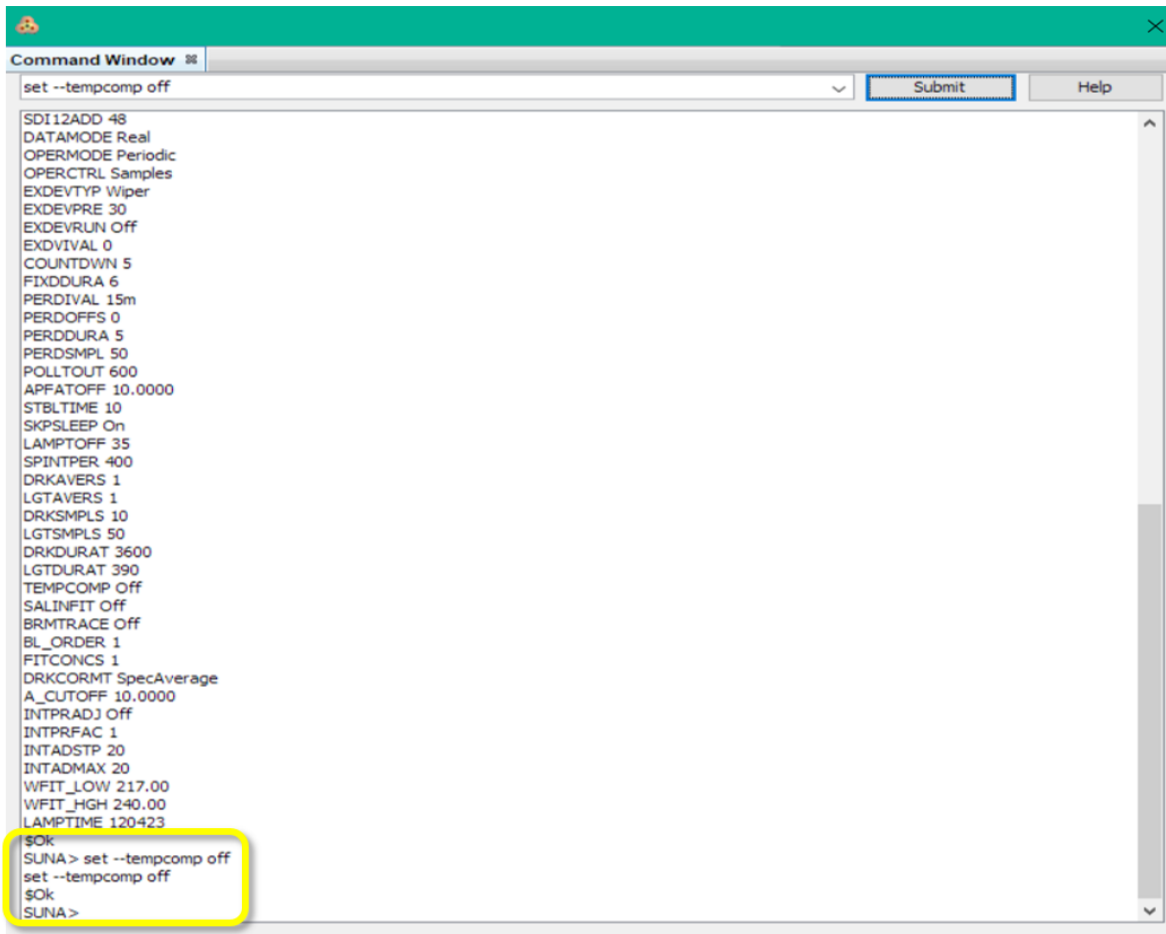 Command Window
set --tempcomp off
Submit
Help
SDI12ADD 48
DATAMODE Real
OPERMODE Periodic
OPERCTRL Samples
EXDEVTYP Wiper
EXDEVPRE 30
EXDEVRUN Off
EXDVIVAL 0
COUNTDWN 5
FIXDDURA 6
PERDIVAL 15m
PERDOFFS 0
PERDDURA 5
PERDSMPL 50
POLLTOUT 600
APFATOFF 10.0000
STBLTIME 10
SKPSLEEP On
LAMPTOFF 35
SPINTPER 400
DRKAVERS 1
LGTAVERS 1
DRKSMPLS 10
LGTSMPLS 50
DRKDURAT 3600
LGTDURAT 390
TEMPCOMP Off
SALINFIT Off
BRMTRACE Off
BL_ORDER 1
FITCONCS 1
DRKCORMT SpecAverage
A_CUTOFF 10.0000
INTPRADJ Off
INTPRFAC 1
INTADSTP 20
INTADMAX 20
WFIT_LOW 217.00
WFIT_HGH 240.00
LAMPTIME 120423
$Ok
SUNA> set --tempcomp off
set --tempcomp off
$Ok
SUNA>